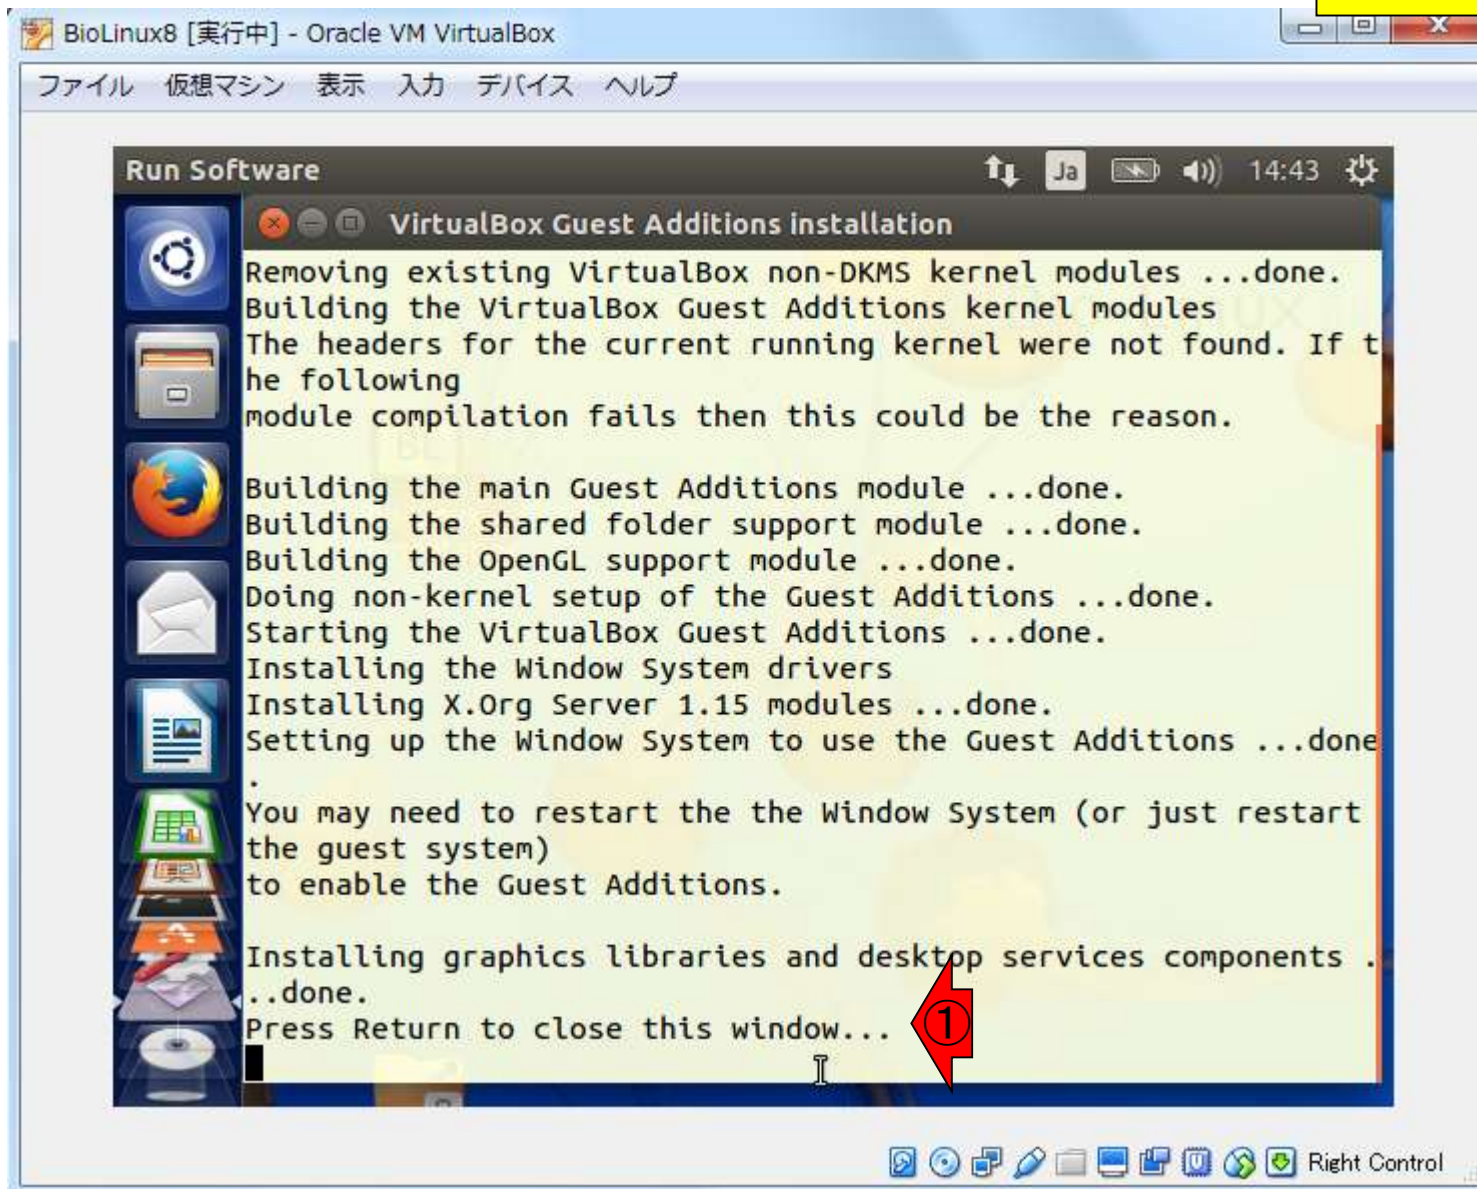 BioLinux8 [実行中] - Oracle VM VirtualBox
ファイル 仮想マシン 表示 入力 デバイス ヘルプ
Run Software Ja 14:43
VirtualBox Guest Additions installation
Removing existing VirtualBox non-DKMS kernel modules ...done.
Building the VirtualBox Guest Additions kernel modules
The headers for the current running kernel were not found. If t
he following
module compilation fails then this could be the reason.
Building the main Guest Additions module ...done.
Building the shared folder support module ...done.
Building the OpenGL support module ...done.
Doing non-kernel setup of the Guest Additions ...done.
Starting the VirtualBox Guest Additions ...done.
Installing the Window System drivers
Installing X.Org Server 1.15 modules ...done.
Setting up the Window System to use the Guest Additions ...done
.
You may need to restart the the Window System (or just restart
the guest system)
to enable the Guest Additions.
Installing graphics libraries and desktop services components .
..done.
Press Return to close this window... ①
Right Control